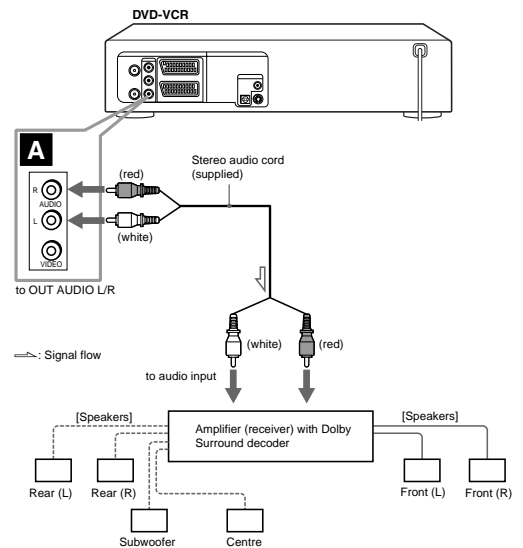 DVD-VCR
A
Stereo audio cord
(supplied)
(red)
R
AUDIO
L
(white)
VIDEO
to OUT AUDIO L/R
(white)
(red)
: Signal flow
to audio input
[Speakers]
Amplifier (receiver) with Dolby
Surround decoder
[Speakers]
Rear (L)
Rear (R)
Front (L)
Front (R)
Subwoofer
Centre